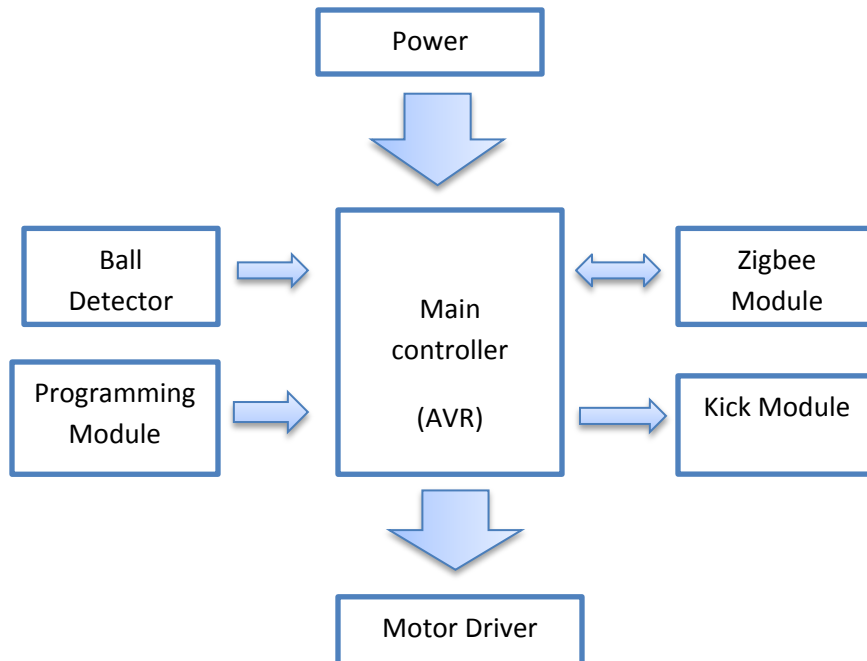 Power
Ball
Detector
Main
controller
(AVR)
Zigbee
Module
Programming
Module
Kick Module
Motor Driver